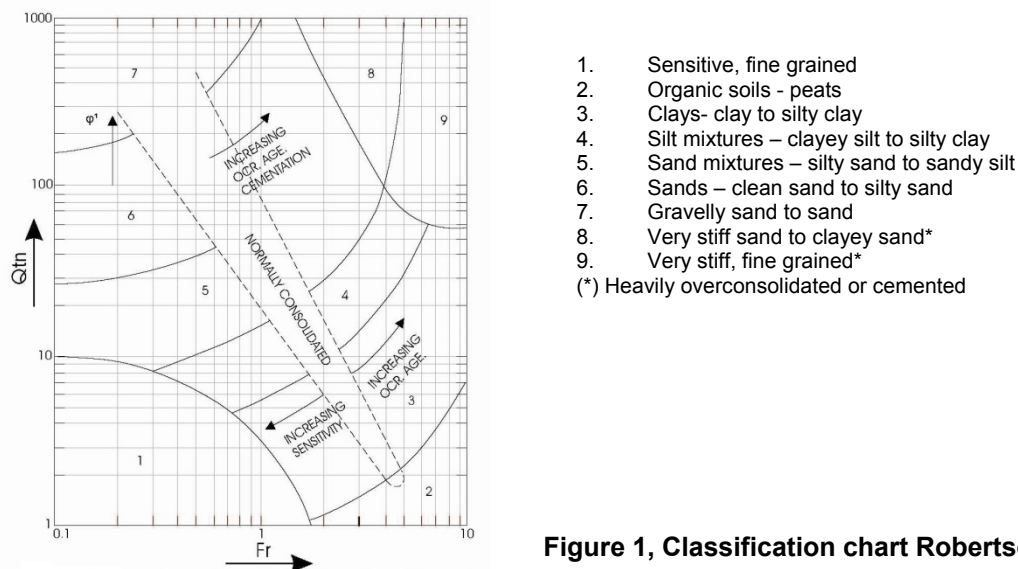 1000
100
10
1
0.1
1
10
Qtn
Fr
7
8
9
φ'
INCREASING
OCR. AGE.
CEMENTATION
6
NORMALLY CONSOLIDATED
5
4
INCREASING
OCR. AGE.
3
INCREASING
SENSITIVITY
1
2
1. Sensitive, fine grained
2. Organic soils - peats
3. Clays- clay to silty clay
4. Silt mixtures – clayey silt to silty clay
5. Sand mixtures – silty sand to sandy silt
6. Sands – clean sand to silty sand
7. Gravelly sand to sand
8. Very stiff sand to clayey sand*
9. Very stiff, fine grained*
(*) Heavily overconsolidated or cemented
Figure 1, Classification chart Roberts